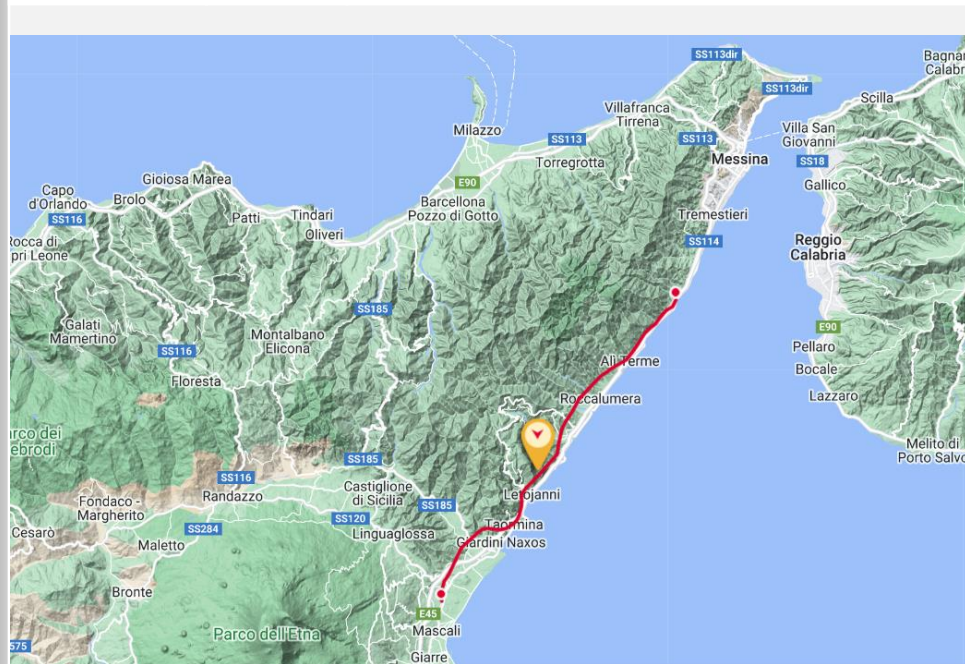 SS113dir
Bagnar
Calabr
SS113dir
Scilla
Villafranca
Tirrena
Milazzo
SS113
SS113
Villa San
Giovanni
Torregrotta
Messina
SS18
Gioiosa Marea
E90
Gallico
Capo
d'Orlando
Brolo
Barcellona
Pozzo di Gotto
SS116
Patti
Tindari
Tremestieri
Oliveri
SS114
Reggio
Calabria
Rocca di
pri Leone
SS185
E90
Galati
Mamertino
Montalbano
Elicona
SS116
Pellaro
Alì Terme
Bocale
Floresta
Roccalumera
Lazzaro
arco dei
ebrodi
Melito di
Porto Salvo
SS185
SS116
Castiglione
di Sicilia
Letojanni
Randazzo
Fondaco -
Margherito
SS185
SS120
Taormina
SS284
Cesarò
Linguaglossa
Giardini Naxos
Maletto
Bronte
E45
Parco dell'Etna
Mascali
575
Giarre